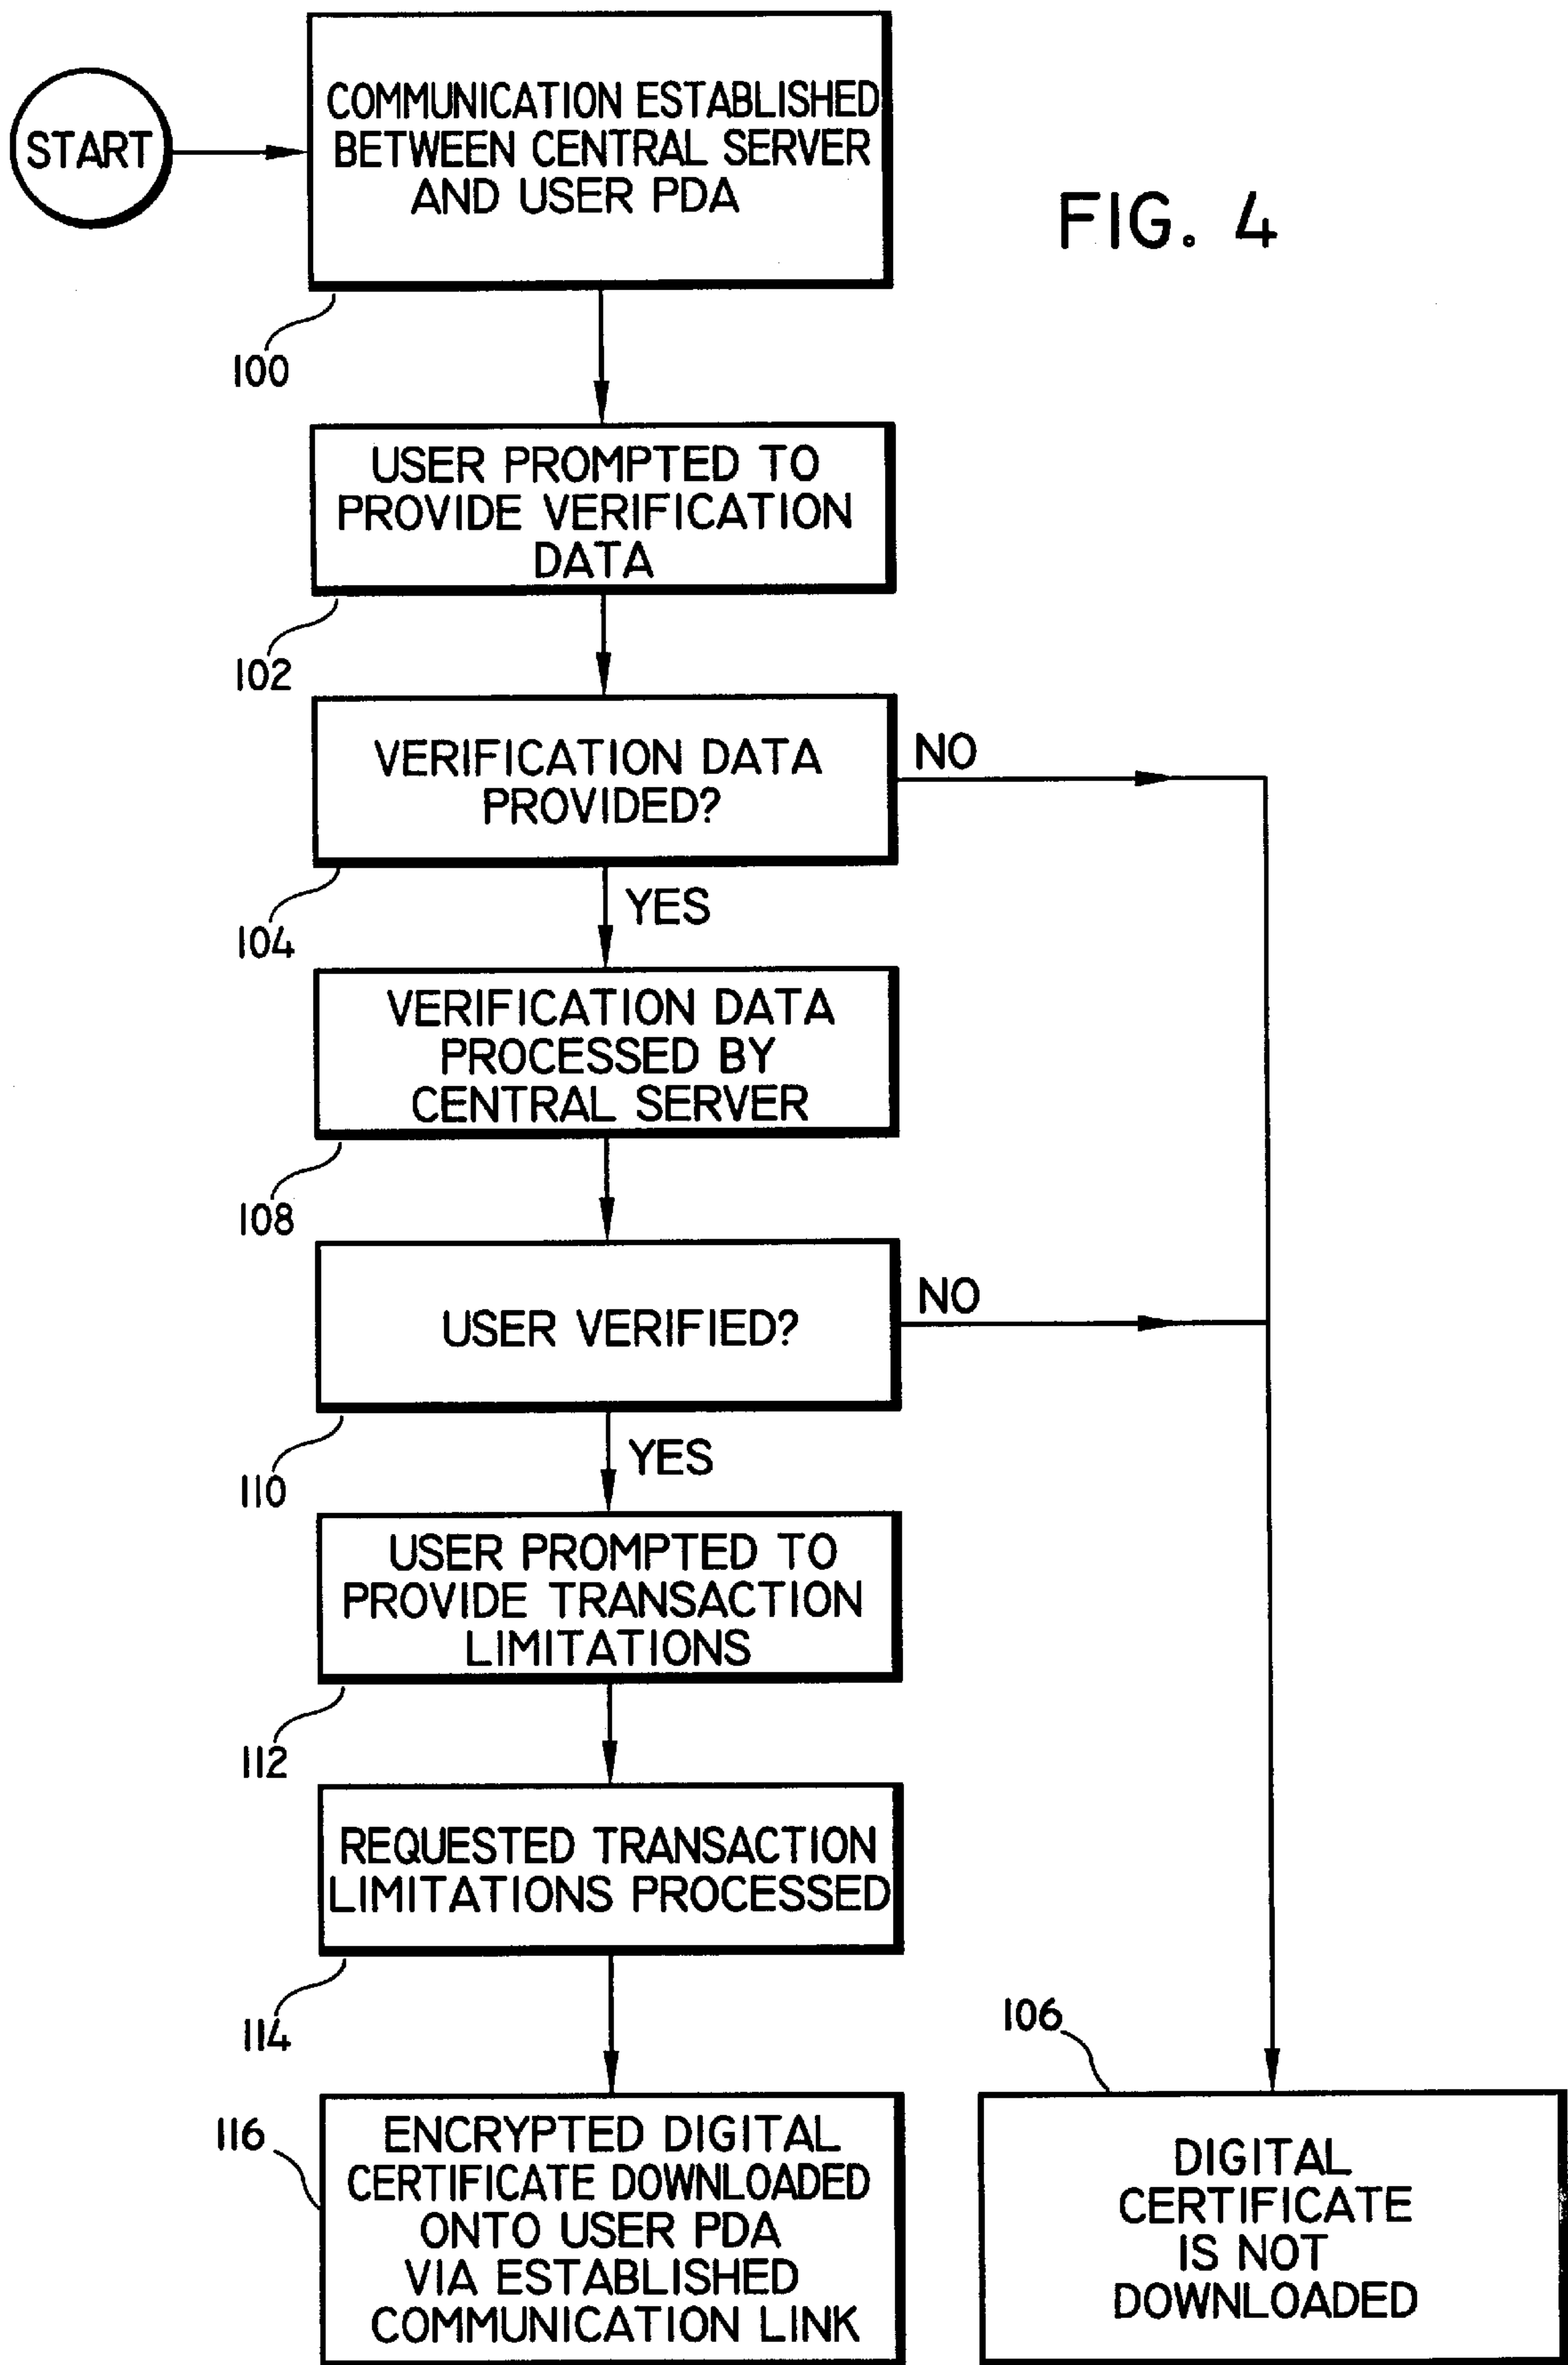 START
COMMUNICATION ESTABLISHED
BETWEEN CENTRAL SERVER
AND USER PDA
FIG. 4
100
USER PROMPTED TO
PROVIDE VERIFICATION
DATA
102
VERIFICATION DATA
PROVIDED?
NO
104
YES
VERIFICATION DATA
PROCESSED BY
CENTRAL SERVER
108
USER VERIFIED?
NO
110
YES
USER PROMPTED TO
PROVIDE TRANSACTION
LIMITATIONS
112
REQUESTED TRANSACTION
LIMITATIONS PROCESSED
114
106
116
ENCRYPTED DIGITAL
CERTIFICATE DOWNLOADED
ONTO USER PDA
VIA ESTABLISHED
COMMUNICATION LINK
DIGITAL
CERTIFICATE
IS NOT
DOWNLOADED